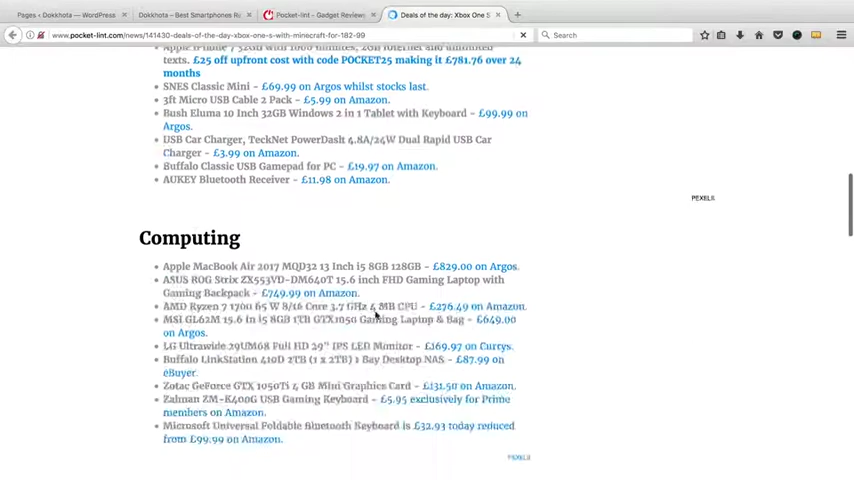 Pages ‹ Dokkhota — WordPress
Dokkhota – Best Smartphones R
Pocket-lint - Gadget Reviews
Deals of the day: Xbox One S
www.pocket-lint.com/news/141430-deals-of-the-day-xbox-one-s-with-minecraft-for-182-99
Search
Apple iPhone 7 32GB with 1000 minutes, 2GB internet and unlimited
texts. £25 off upfront cost with code POCKET25 making it £781.76 over 24
months
SNES Classic Mini - £69.99 on Argos whilst stocks last.
3ft Micro USB Cable 2 Pack - £5.99 on Amazon.
Bush Eluma 10 Inch 32GB Windows 2 in 1 Tablet with Keyboard - £99.99 on
Argos.
USB Car Charger, TeckNet PowerDash 4.8A/24W Dual Rapid USB Car
Charger - £3.99 on Amazon.
Buffalo Classic USB Gamepad for PC - £19.97 on Amazon.
AUKEY Bluetooth Receiver - £11.98 on Amazon.
PEXELS
Computing
Apple MacBook Air 2017 MQD32 13 Inch i5 8GB 128GB - £829.00 on Argos.
ASUS ROG Strix ZX553VD-DM640T 15.6 inch FHD Gaming Laptop with
Gaming Backpack - £749.99 on Amazon.
AMD Ryzen 7 1700 65 W 8/16 Core 3.7 GHz 4 MB CPU - £276.49 on Amazon.
MSI GL62M 15.6 in i5 8GB 1TB GTX1050 Gaming Laptop & Bag - £649.00
on Argos.
LG Ultrawide 29UM68 Full HD 29" IPS LED Monitor - £169.97 on Currys.
Buffalo LinkStation 410D 2TB (1 x 2TB) 1 Bay Desktop NAS - £87.99 on
eBuyer.
Zotac GeForce GTX 1050Ti 4 GB Mini Graphics Card - £131.50 on Amazon.
Zalman ZM-K400G USB Gaming Keyboard - £5.95 exclusively for Prime
members on Amazon.
Microsoft Universal Foldable Bluetooth Keyboard is £32.93 today reduced
from £99.99 on Amazon.
PEXELS